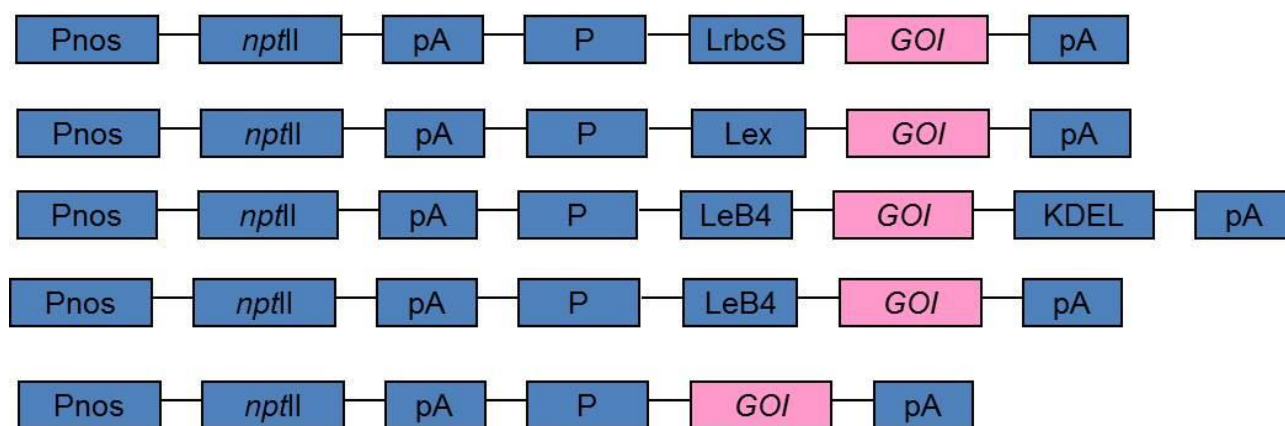 Pnos nptII pA P LrbcS GOI pA
Pnos nptII pA P Lex GOI pA
Pnos nptII pA P LeB4 GOI KDEL pA
Pnos nptII pA P LeB4 GOI pA
Pnos nptII pA P GOI pA